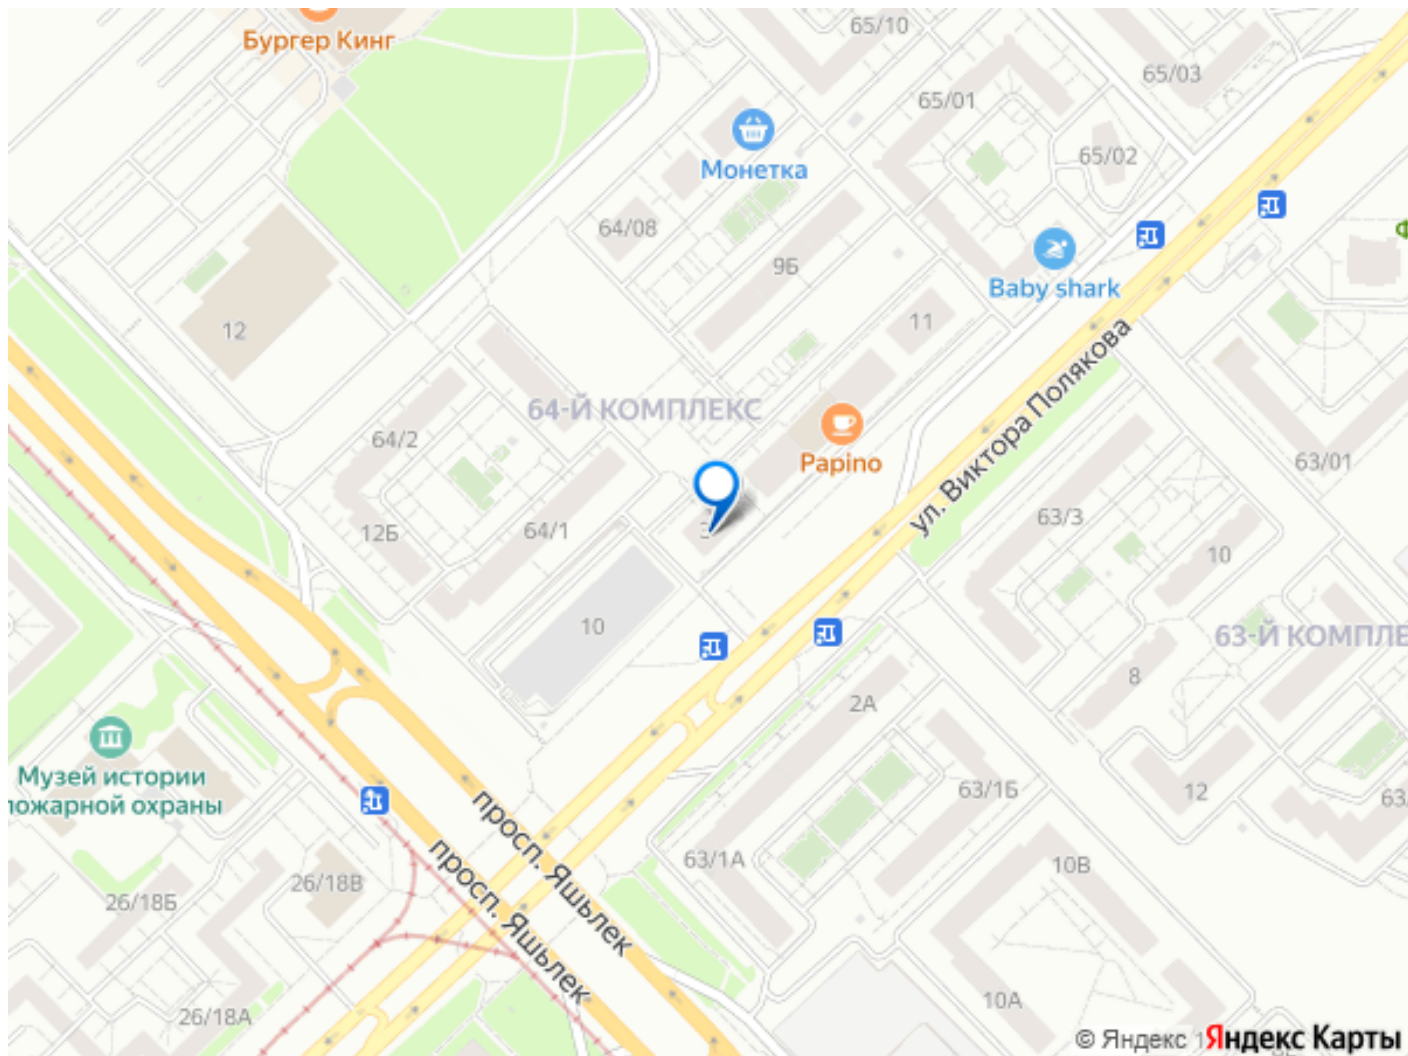 65/10
Бургер Кинг
65/03
65/01
65/02
Монетка
64/08
9Б
Baby shark
11
12
64-Й КОМПЛЕКС
64/2
Papino
63/01
ул. Виктора Полякова
63/3
12Б
64/1
10
10
63-Й КОМПЛЕ
8
2А
Музей истории
пожарной охраны
63/1Б
12
63/
просп. Яшьлек
просп. Яшьлек
63/1А
10В
26/18В
26/18Б
10А
26/18А
© Яндекс
Яндекс Карты